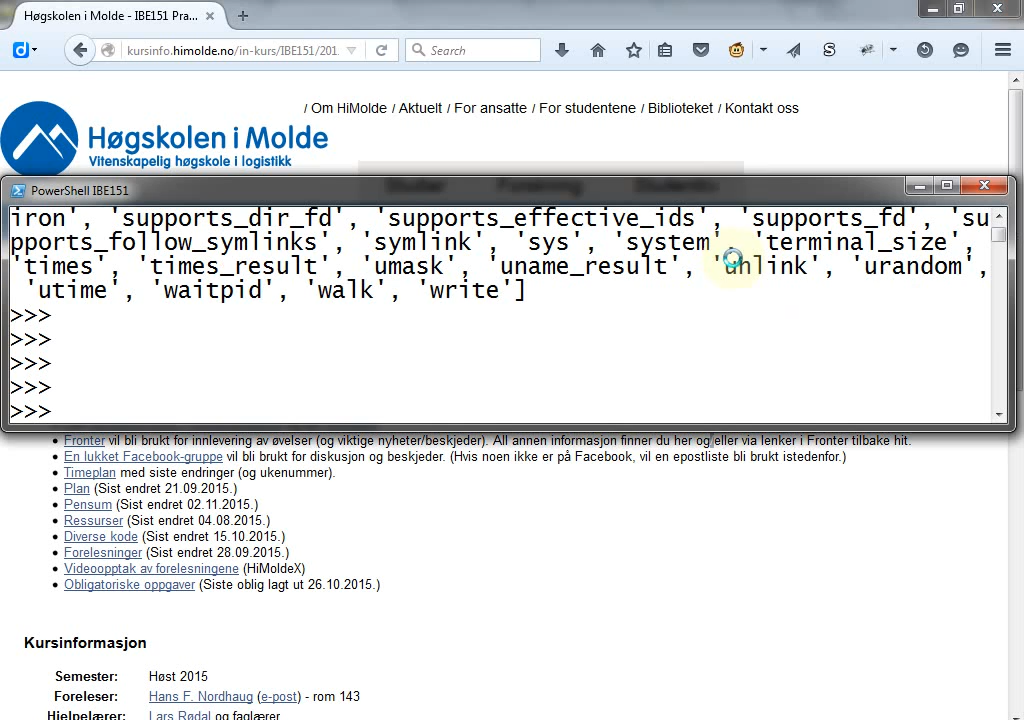 Høgskolen i Molde - IBE151 Pra...
kursinfo.himolde.no/in-kurs/IBE151/201
Search
/ Om HiMolde / Aktuelt / For ansatte / For studentene / Biblioteket / Kontakt oss
Høgskolen i Molde
Vitenskapelig høgskole i logistikk
Studier Forskning Studentliv
PowerShell IBE151
iron', 'supports_dir_fd', 'supports_effective_ids', 'supports_fd', 'su
pports_follow_symlinks', 'symlink', 'sys', 'system', 'terminal_size',
'times', 'times_result', 'umask', 'uname_result', 'unlink', 'urandom',
'utime', 'waitpid', 'walk', 'write']
>>>
>>>
>>>
>>>
>>>
Fronter vil bli brukt for innlevering av øvelser (og viktige nyheter/beskjeder). All annen informasjon finner du her og/eller via lenker i Fronter tilbake hit.
En lukket Facebook-gruppe vil bli brukt for diskusjon og beskjeder. (Hvis noen ikke er på Facebook, vil en epostliste bli brukt istedenfor.)
Timeplan med siste endringer (og ukenummer).
Plan (Sist endret 21.09.2015.)
Pensum (Sist endret 02.11.2015.)
Ressurser (Sist endret 04.08.2015.)
Diverse kode (Sist endret 15.10.2015.)
Forelesninger (Sist endret 28.09.2015.)
Videoopptak av forelesningene (HiMoldeX)
Obligatoriske oppgaver (Siste oblig lagt ut 26.10.2015.)
Kursinformasjon
Semester: Høst 2015
Foreleser: Hans F. Nordhaug (e-post) - rom 143
Hjelpelærer: Lars Rødal og faglærer